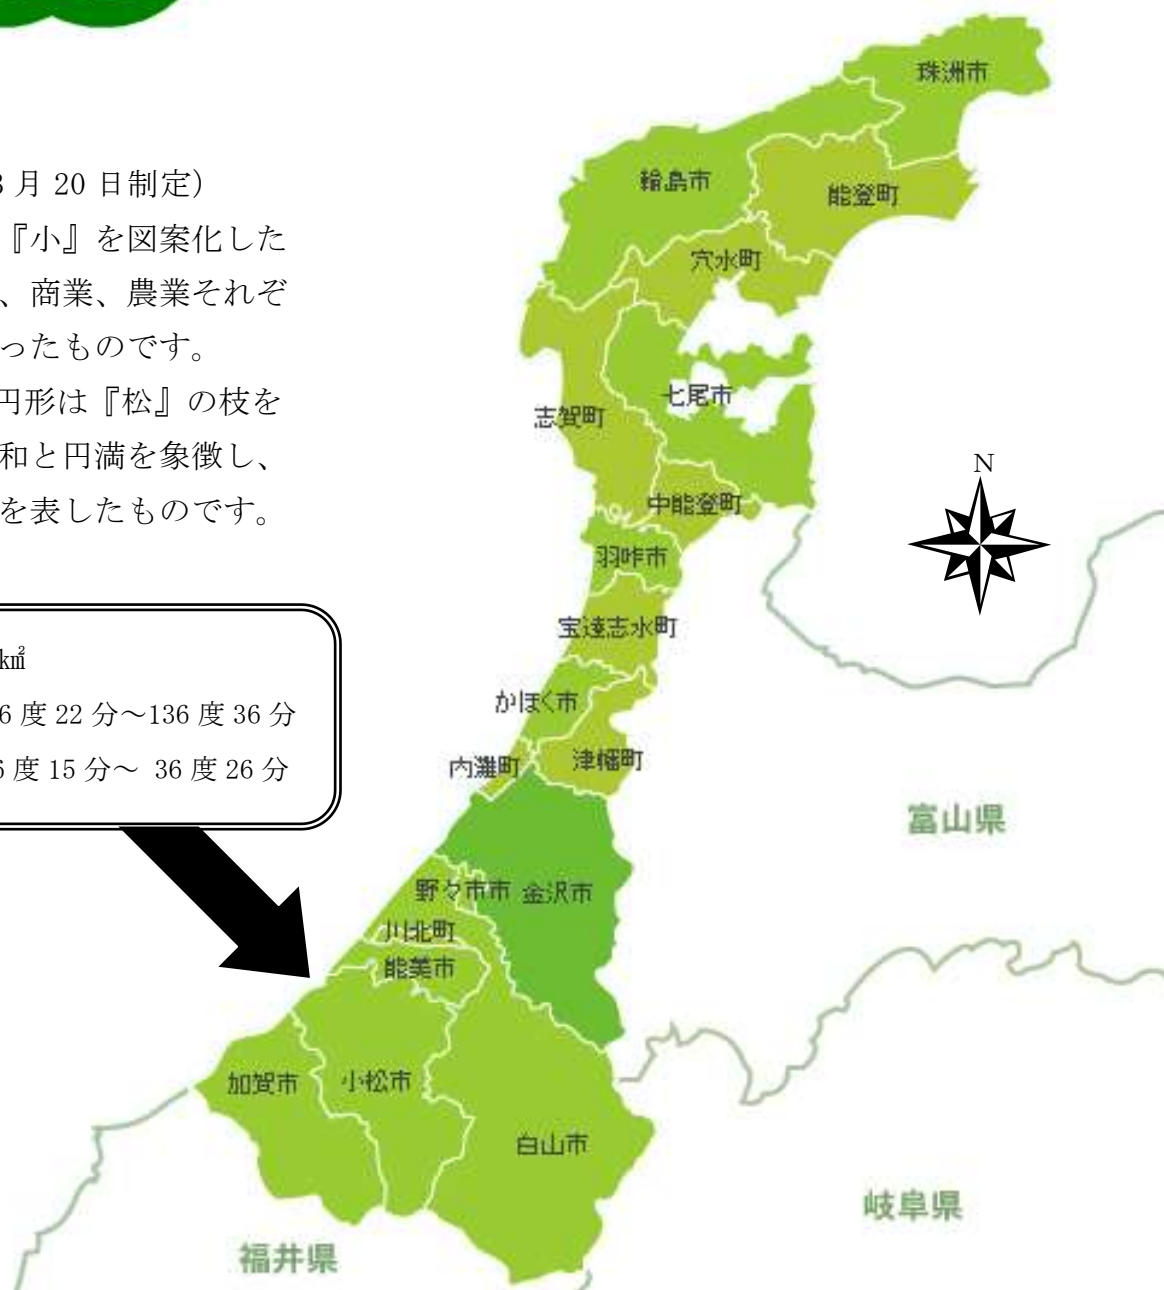 月 20 日制定）
『小』を図案化した
、商業、農業それぞ
ったものです。
円形は『松』の枝を
和と円満を象徴し、
を表したものです。
k㎡
6 度 22 分～136 度 36 分
6 度 15 分～ 36 度 26 分
珠洲市
輪島市
能登町
穴水町
七尾市
志賀町
N
中能登町
羽咋市
宝達志水町
かほく市
内灘町
津幡町
富山県
野々市市
金沢市
川北町
能美市
加賀市
小松市
白山市
岐阜県
福井県